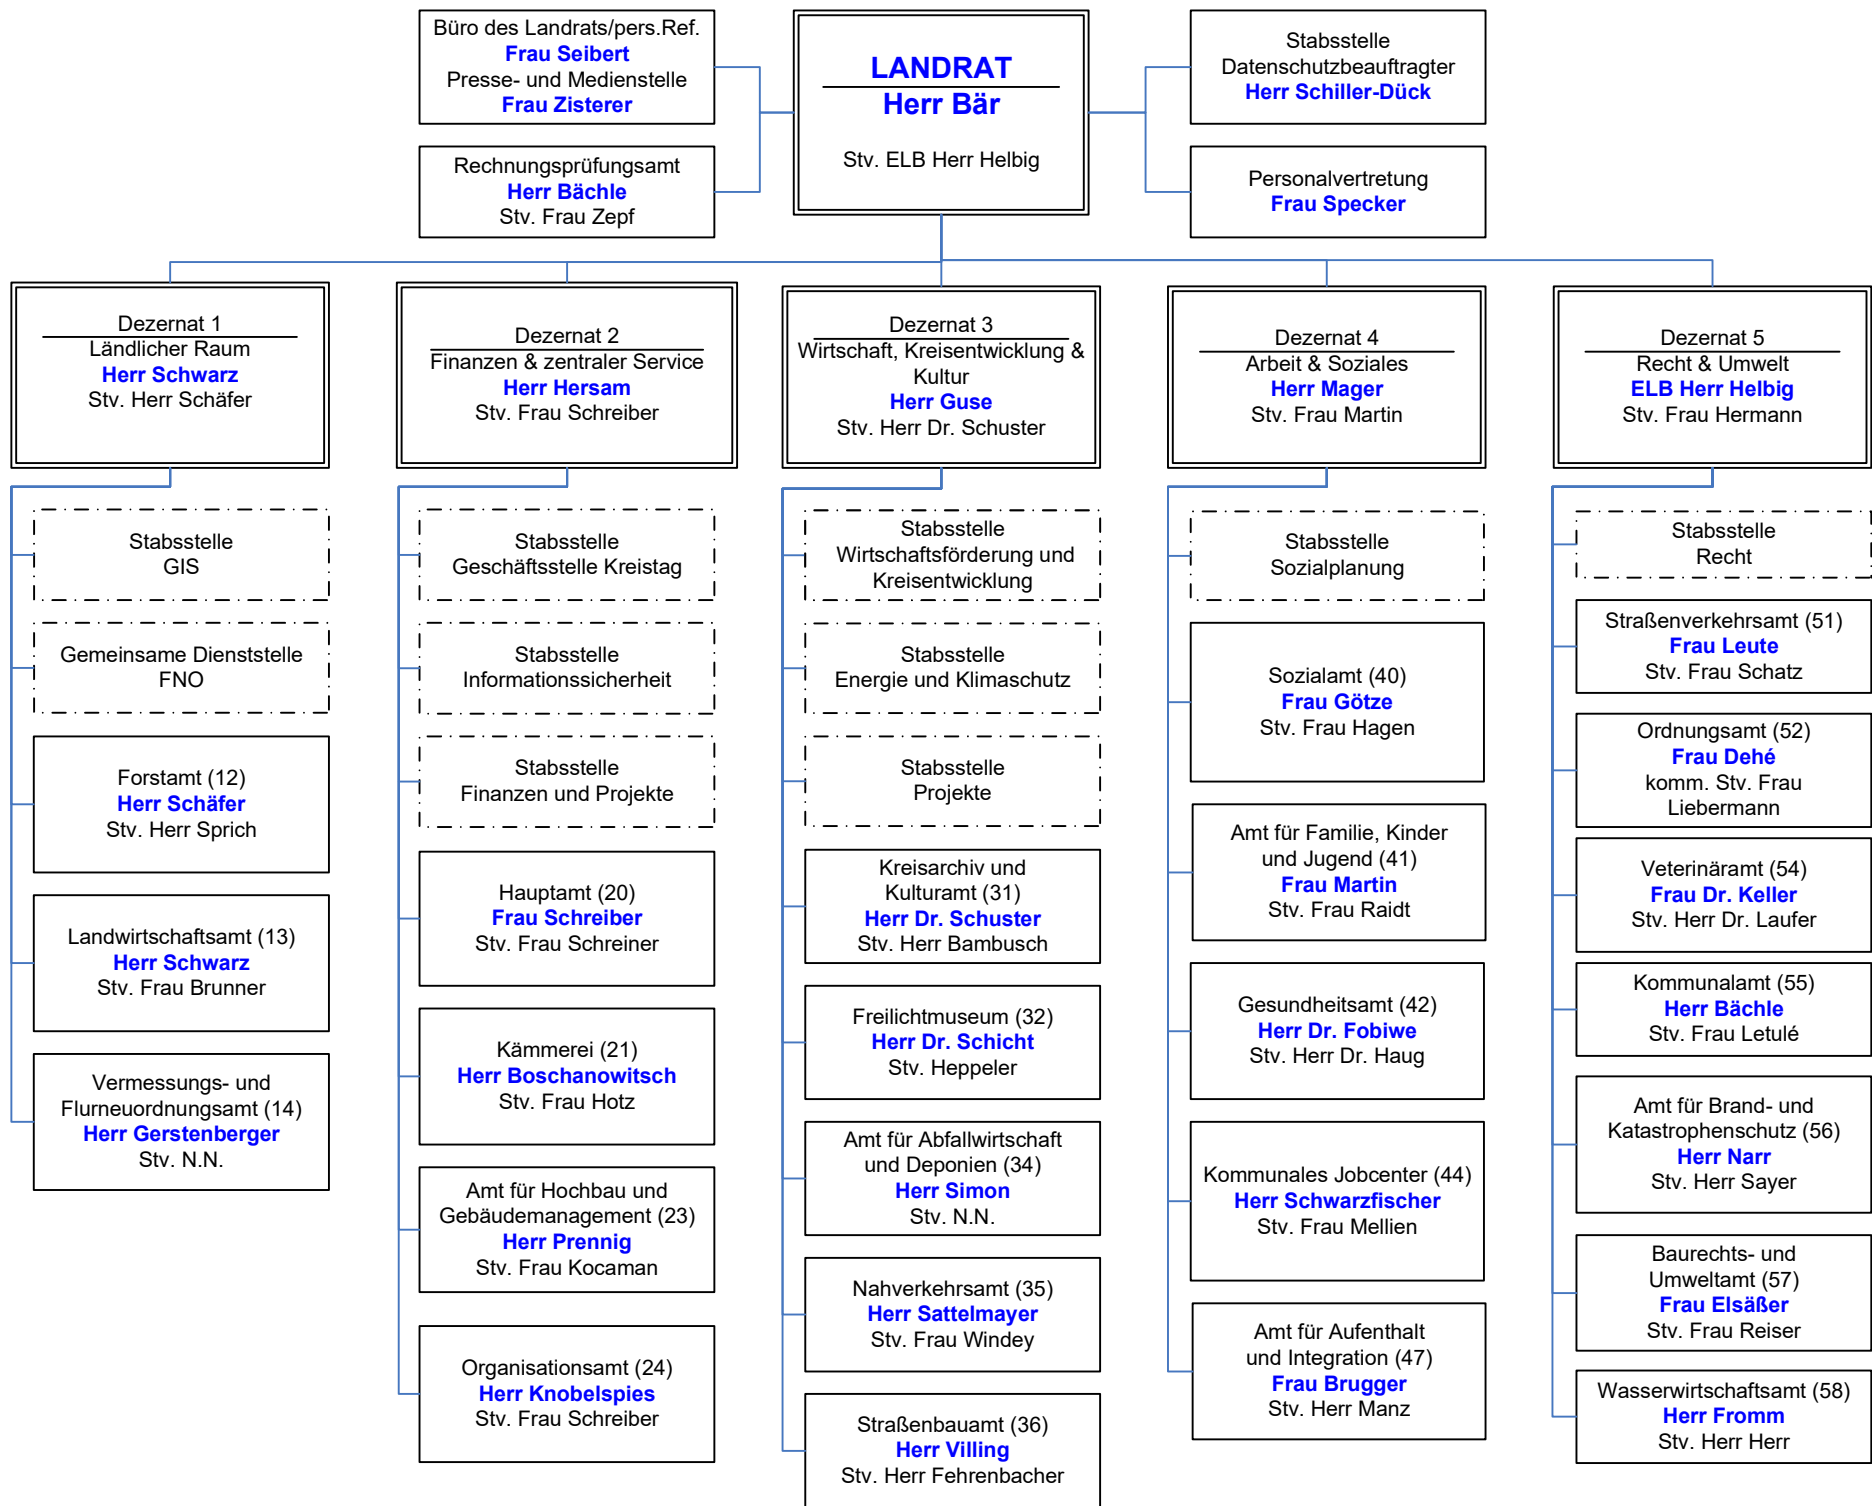 Büro des Landrats/pers.Ref.
Frau Seibert
Presse- und Medienstelle
Frau Zisterer
Rechnungsprüfungsamt
Herr Bächle
Stv. Frau Zepf
LANDRAT
Herr Bär
Stv. ELB Herr Helbig
Stabsstelle
Datenschutzbeauftragter
Herr Schiller-Dück
Personalvertretung
Frau Specker
Dezernat 1
Ländlicher Raum
Herr Schwarz
Stv. Herr Schäfer
Stabsstelle
GIS
Gemeinsame Dienststelle
FNO
Forstamt (12)
Herr Schäfer
Stv. Herr Sprich
Landwirtschaftsamt (13)
Herr Schwarz
Stv. Frau Brunner
Vermessungs- und
Flurneuordnungsamt (14)
Herr Gerstenberger
Stv. N.N.
Dezernat 2
Finanzen & zentraler Service
Herr Hersam
Stv. Frau Schreiber
Stabsstelle
Geschäftsstelle Kreistag
Stabsstelle
Informationssicherheit
Stabsstelle
Finanzen und Projekte
Hauptamt (20)
Frau Schreiber
Stv. Frau Schreiner
Kämmerei (21)
Herr Boschanowitsch
Stv. Frau Hotz
Amt für Hochbau und
Gebäudemanagement (23)
Herr Prennig
Stv. Frau Kocaman
Organisationsamt (24)
Herr Knobelspies
Stv. Frau Schreiber
Dezernat 3
Wirtschaft, Kreisentwicklung &
Kultur
Herr Guse
Stv. Herr Dr. Schuster
Stabsstelle
Wirtschaftsförderung und
Kreisentwicklung
Stabsstelle
Energie und Klimaschutz
Stabsstelle
Projekte
Kreisarchiv und
Kulturamt (31)
Herr Dr. Schuster
Stv. Herr Bambusch
Freilichtmuseum (32)
Herr Dr. Schicht
Stv. Heppeler
Amt für Abfallwirtschaft
und Deponien (34)
Herr Simon
Stv. N.N.
Nahverkehrsamt (35)
Herr Sattelmayer
Stv. Frau Windey
Straßenbauamt (36)
Herr Villing
Stv. Herr Fehrenbacher
Dezernat 4
Arbeit & Soziales
Herr Mager
Stv. Frau Martin
Stabsstelle
Sozialplanung
Sozialamt (40)
Frau Götze
Stv. Frau Hagen
Amt für Familie, Kinder
und Jugend (41)
Frau Martin
Stv. Frau Raidt
Gesundheitsamt (42)
Herr Dr. Fobiwe
Stv. Herr Dr. Haug
Kommunales Jobcenter (44)
Herr Schwarzfischer
Stv. Frau Mellien
Amt für Aufenthalt
und Integration (47)
Frau Brugger
Stv. Herr Manz
Dezernat 5
Recht & Umwelt
ELB Herr Helbig
Stv. Frau Hermann
Stabsstelle
Recht
Straßenverkehrsamt (51)
Frau Leute
Stv. Frau Schatz
Ordnungsamt (52)
Frau Dehé
komm. Stv. Frau
Liebermann
Veterinäramt (54)
Frau Dr. Keller
Stv. Herr Dr. Laufer
Kommunalamt (55)
Herr Bächle
Stv. Frau Letulé
Amt für Brand- und
Katastrophenschutz (56)
Herr Narr
Stv. Herr Sayer
Baurechts- und
Umweltamt (57)
Frau Elsäßer
Stv. Frau Reiser
Wasserwirtschaftsamt (58)
Herr Fromm
Stv. Herr Herr